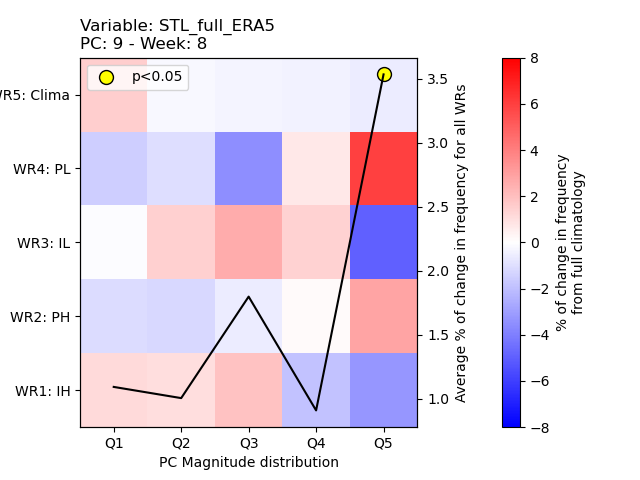 Variable: STL_full_ERA5
PC: 9 - Week: 8
p<0.05
WR5: Clima
WR4: PL
WR3: IL
WR2: PH
WR1: IH
Q1 Q2 Q3 Q4 Q5
PC Magnitude distribution
3.5
3.0
2.5
2.0
1.5
1.0
Average % of change in frequency for all WRs
8
6
4
2
0
−2
−4
−6
−8
% of change in frequency
from full climatology